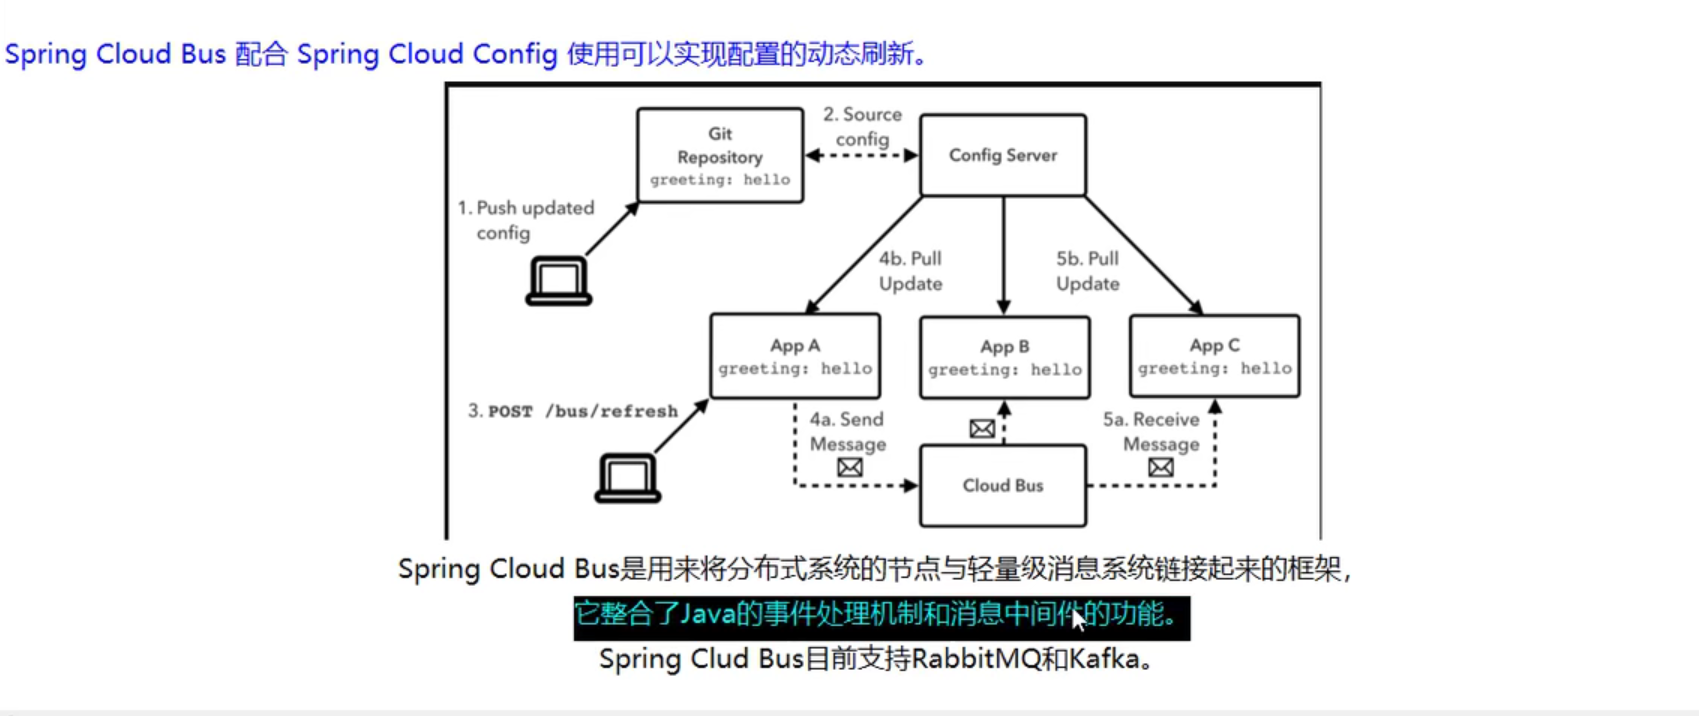 Spring Cloud Bus 配合 Spring Cloud Config 使用可以实现配置的动态刷新。
Git
Repository
greeting: hello
2. Source
config
Config Server
1. Push updated
config
4b. Pull
Update
5b. Pull
Update
App A
greeting: hello
App B
greeting: hello
App C
greeting: hello
3. POST /bus/refresh
4a. Send
Message
5a. Receive
Message
Cloud Bus
Spring Cloud Bus是用来将分布式系统的节点与轻量级消息系统链接起来的框架，
它整合了Java的事件处理机制和消息中间件的功能。
Spring Clud Bus目前支持RabbitMQ和Kafka。